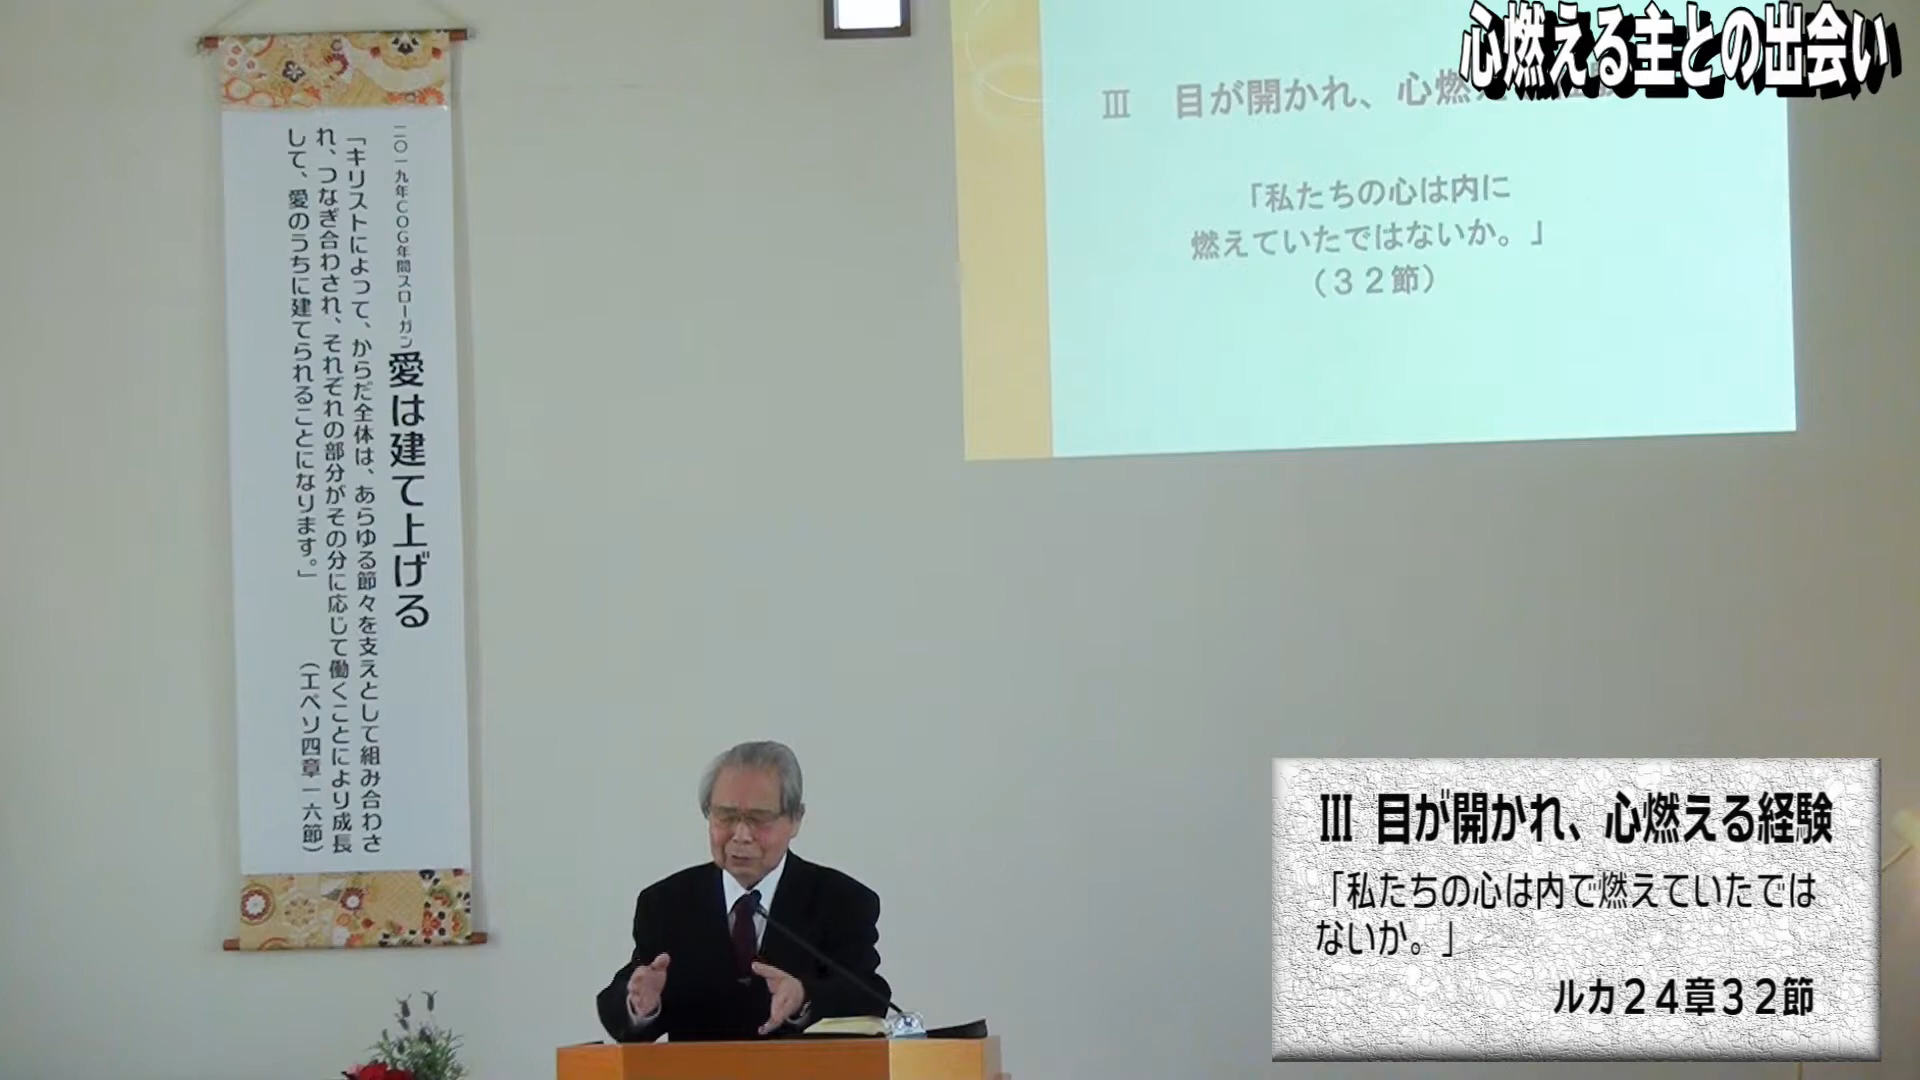 心燃える主との出会い
二〇一九年COG年間スローガン
愛は建て上げる
「キリストによって、からだ全体は、あらゆる節々を支えとして組み合わさ
れ、つなぎ合わされ、それぞれの部分がその分に応じて働くことにより成長
して、愛のうちに建てられることになります。」
(エペソ四章一六節)
Ⅲ 目が開かれ、心燃え
「私たちの心は内に
燃えていたではないか。」
(32節)
Ⅲ 目が開かれ、心燃える経験
「私たちの心は内で燃えていたでは
ないか。」
ルカ24章32節